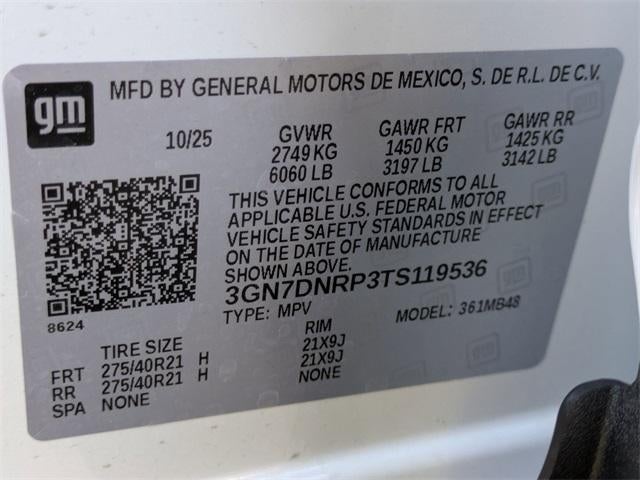 gm
MFD BY GENERAL MOTORS DE MEXICO, S. DE R.L. DE C.V.
10/25 GVWR GAWR FRT GAWR RR
2749 KG 1450 KG 1425 KG
6060 LB 3197 LB 3142 LB
THIS VEHICLE CONFORMS TO ALL
APPLICABLE U.S. FEDERAL MOTOR
VEHICLE SAFETY STANDARDS IN EFFECT
ON THE DATE OF MANUFACTURE
SHOWN ABOVE.
3GN7DNRP3TS119536
8624
TYPE: MPV MODEL: 361MB48
TIRE SIZE RIM
FRT 275/40R21 H 21X9J
RR 275/40R21 H 21X9J
SPA NONE NONE